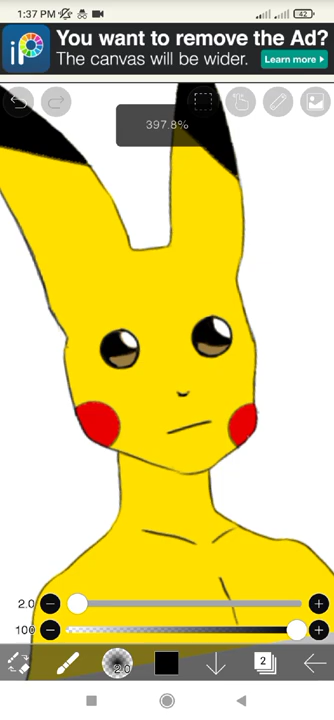 1:37 PM
42
iP
You want to remove the Ad?
The canvas will be wider.
Learn more
397.8%
2.0
100
2.0
2